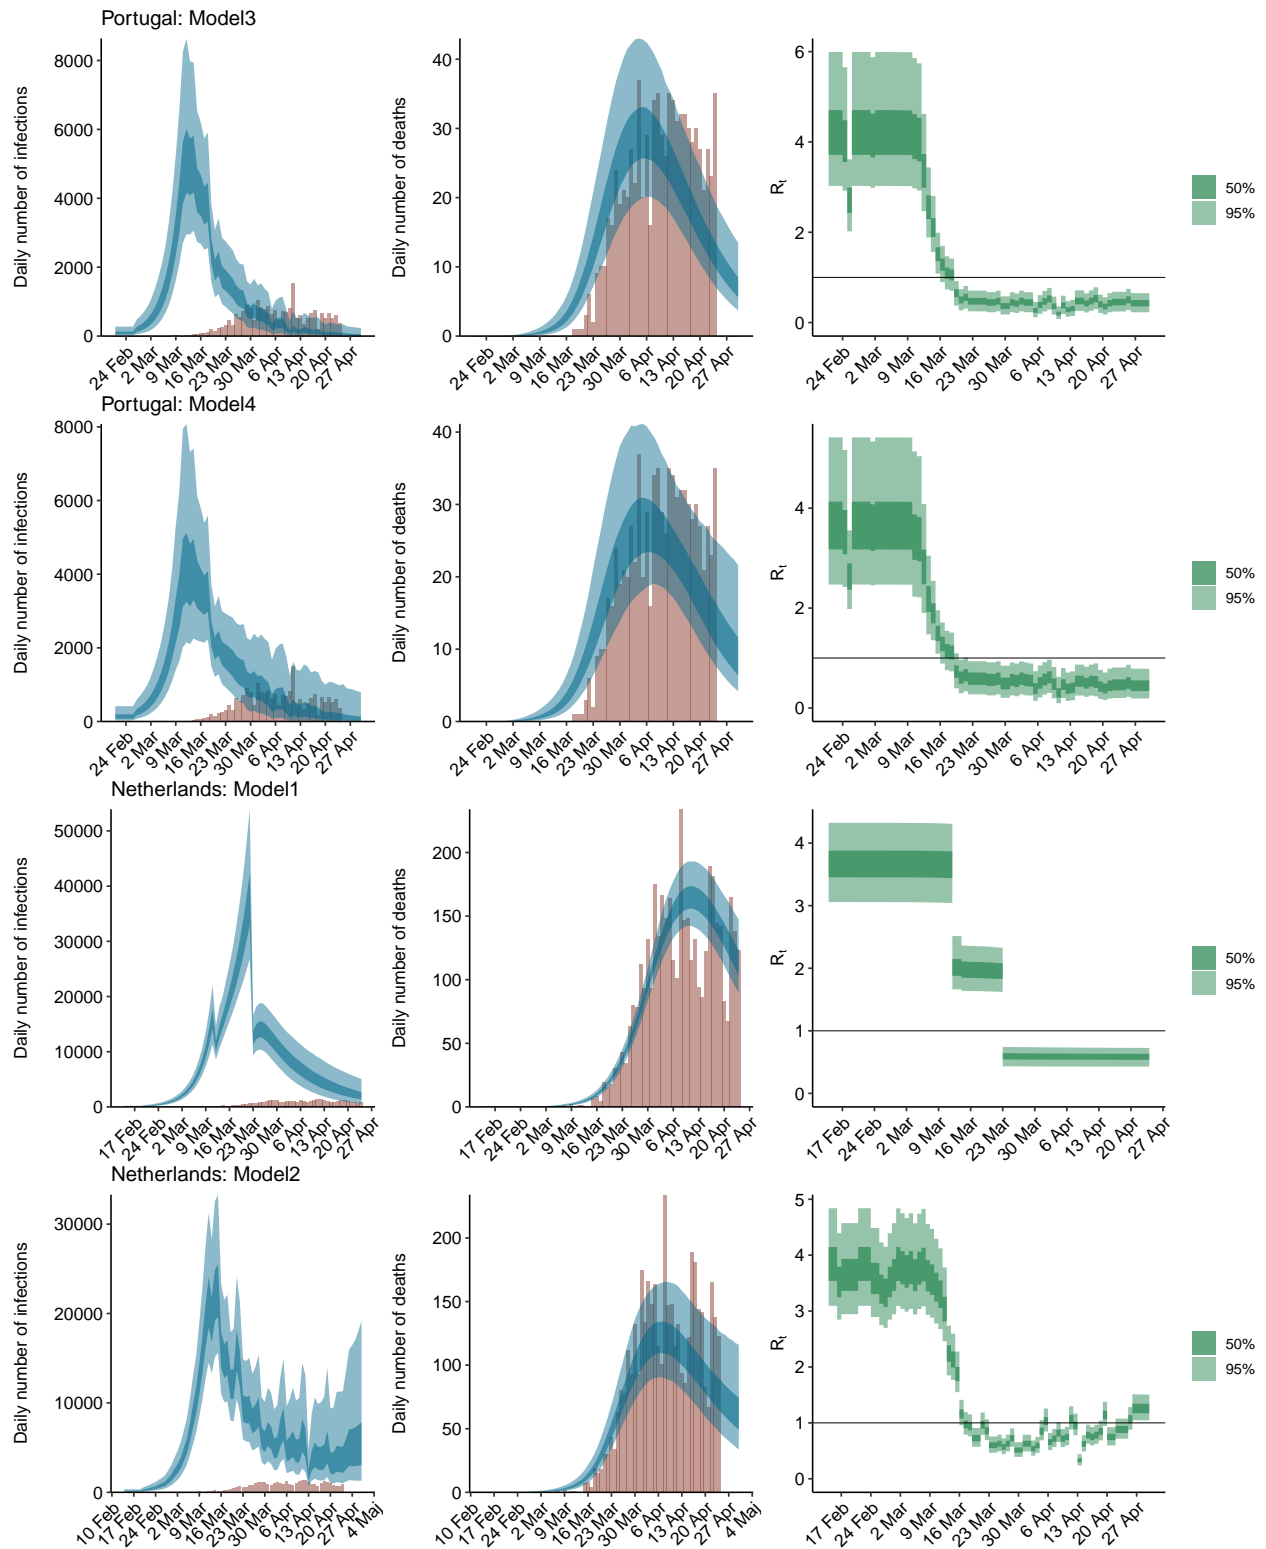 Portugal: Model3
Daily number of infections
8000
6000
4000
2000
0
24 Feb
2 Mar
9 Mar
16 Mar
23 Mar
30 Mar
6 Apr
13 Apr
20 Apr
27 Apr
Daily number of deaths
40
30
20
10
0
24 Feb
2 Mar
9 Mar
16 Mar
23 Mar
30 Mar
6 Apr
13 Apr
20 Apr
27 Apr
Rt
6
4
2
0
24 Feb
2 Mar
9 Mar
16 Mar
23 Mar
30 Mar
6 Apr
13 Apr
20 Apr
27 Apr
50%
95%
Portugal: Model4
Daily number of infections
8000
6000
4000
2000
0
24 Feb
2 Mar
9 Mar
16 Mar
23 Mar
30 Mar
6 Apr
13 Apr
20 Apr
27 Apr
Daily number of deaths
40
30
20
10
0
24 Feb
2 Mar
9 Mar
16 Mar
23 Mar
30 Mar
6 Apr
13 Apr
20 Apr
27 Apr
Rt
4
2
0
24 Feb
2 Mar
9 Mar
16 Mar
23 Mar
30 Mar
6 Apr
13 Apr
20 Apr
27 Apr
50%
95%
Netherlands: Model1
Daily number of infections
50000
40000
30000
20000
10000
0
17 Feb
24 Feb
2 Mar
9 Mar
16 Mar
23 Mar
30 Mar
6 Apr
13 Apr
20 Apr
27 Apr
Daily number of deaths
200
150
100
50
0
17 Feb
24 Feb
2 Mar
9 Mar
16 Mar
23 Mar
30 Mar
6 Apr
13 Apr
20 Apr
27 Apr
Rt
4
3
2
1
0
17 Feb
24 Feb
2 Mar
9 Mar
16 Mar
23 Mar
30 Mar
6 Apr
13 Apr
20 Apr
27 Apr
50%
95%
Netherlands: Model2
Daily number of infections
30000
20000
10000
0
10 Feb
17 Feb
24 Feb
2 Mar
9 Mar
16 Mar
23 Mar
30 Mar
6 Apr
13 Apr
20 Apr
27 Apr
4 Maj
Daily number of deaths
200
150
100
50
0
10 Feb
17 Feb
24 Feb
2 Mar
9 Mar
16 Mar
23 Mar
30 Mar
6 Apr
13 Apr
20 Apr
27 Apr
4 Maj
Rt
5
4
3
2
1
0
17 Feb
24 Feb
2 Mar
9 Mar
16 Mar
23 Mar
30 Mar
6 Apr
13 Apr
20 Apr
27 Apr
50%
95%